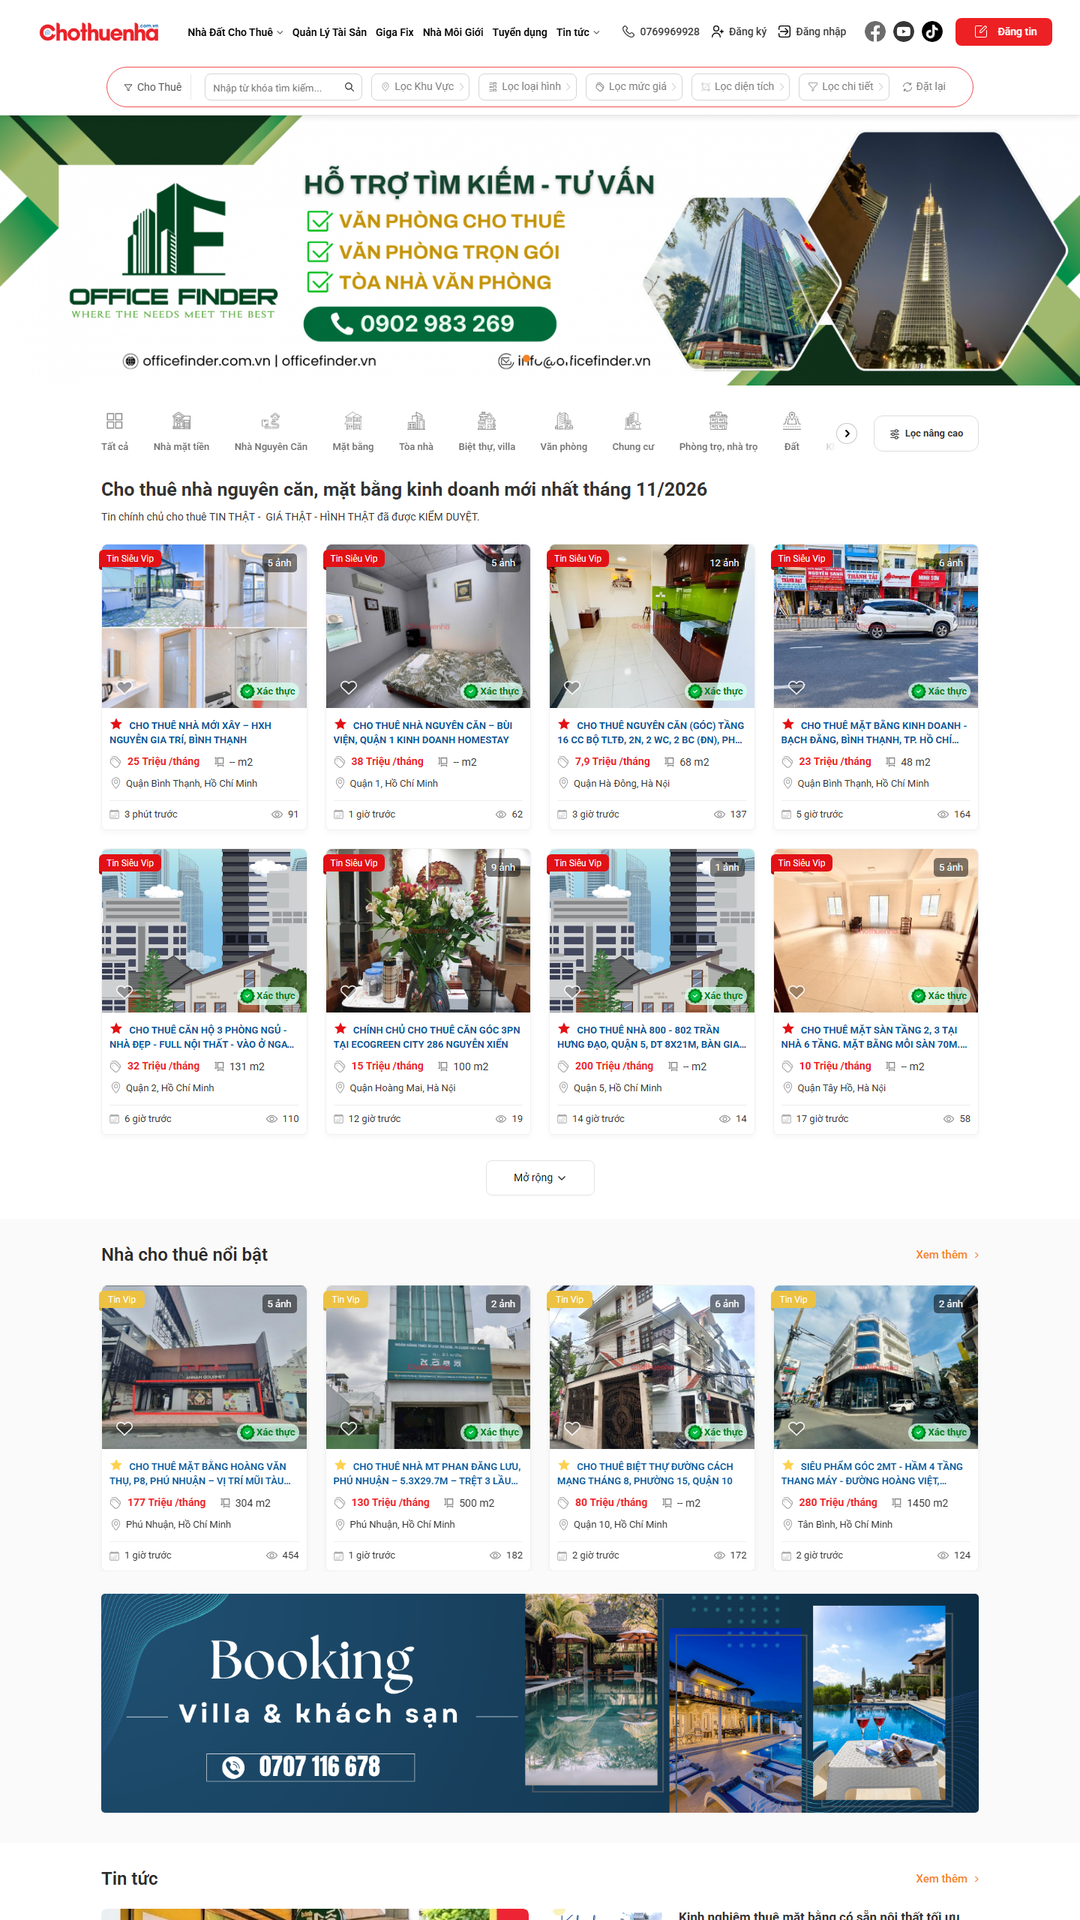 Chothuenha.com.vn
Nhà Đất Cho Thuê Quản Lý Tài Sản Giga Fix Nhà Môi Giới Tuyển dụng Tin tức 0769969928 Đăng ký Đăng nhập Đăng tin
Cho Thuê Nhập từ khóa tìm kiếm... Lọc Khu Vực Lọc loại hình Lọc mức giá Lọc diện tích Lọc chi tiết Đặt lại
HỖ TRỢ TÌM KIẾM - TƯ VẤN
VĂN PHÒNG CHO THUÊ
VĂN PHÒNG TRỌN GÓI
TÒA NHÀ VĂN PHÒNG
OFFICE FINDER
WHERE THE NEEDS MEET THE BEST
0902 983 269
officefinder.com.vn | officefinder.vn
Tất cả Nhà mặt tiền Nhà Nguyên Căn Mặt bằng Tòa nhà Biệt thự, villa Văn phòng Chung cư Phòng trọ, nhà trọ Đất Lọc nâng cao
Cho thuê nhà nguyên căn, mặt bằng kinh doanh mới nhất tháng 11/2026
Tin chính chủ cho thuê TIN THẬT - GIÁ THẬT - HÌNH THẬT đã được KIỂM DUYỆT.
Tin Siêu Vip 5 ảnh
Xác thực
CHO THUÊ NHÀ MỚI XÂY – HXH
NGUYỄN GIA TRÍ, BÌNH THẠNH
25 Triệu /tháng -- m2
Quận Bình Thạnh, Hồ Chí Minh
3 phút trước 91
Tin Siêu Vip 5 ảnh
Xác thực
CHO THUÊ NHÀ NGUYÊN CĂN – BÙI
VIỆN, QUẬN 1 KINH DOANH HOMESTAY
38 Triệu /tháng -- m2
Quận 1, Hồ Chí Minh
1 giờ trước 62
Tin Siêu Vip 12 ảnh
Xác thực
CHO THUÊ NGUYÊN CĂN (GÓC) TẦNG
16 CC BỘ TLTĐ, 2N, 2 WC, 2 BC (ĐN), PH...
7,9 Triệu /tháng 68 m2
Quận Hà Đông, Hà Nội
3 giờ trước 137
Tin Siêu Vip 6 ảnh
Xác thực
CHO THUÊ MẶT BẰNG KINH DOANH -
BẠCH ĐẰNG, BÌNH THẠNH, TP. HỒ CHÍ...
23 Triệu /tháng 48 m2
Quận Bình Thạnh, Hồ Chí Minh
5 giờ trước 164
Tin Siêu Vip
Xác thực
CHO THUÊ CĂN HỘ 3 PHÒNG NGỦ -
NHÀ ĐẸP - FULL NỘI THẤT - VÀO Ở NGA...
32 Triệu /tháng 131 m2
Quận 2, Hồ Chí Minh
6 giờ trước 110
Tin Siêu Vip 9 ảnh
CHÍNH CHỦ CHO THUÊ CĂN GÓC 3PN
TẠI ECOGREEN CITY 286 NGUYỄN XIỂN
15 Triệu /tháng 100 m2
Quận Hoàng Mai, Hà Nội
12 giờ trước 19
Tin Siêu Vip 1 ảnh
Xác thực
CHO THUÊ NHÀ 800 - 802 TRẦN
HƯNG ĐẠO, QUẬN 5, DT 8X21M, BÀN GIA...
200 Triệu /tháng -- m2
Quận 5, Hồ Chí Minh
14 giờ trước 14
Tin Siêu Vip 5 ảnh
Xác thực
CHO THUÊ MẶT SÀN TẦNG 2, 3 TẠI
NHÀ 6 TẦNG. MẶT BẰNG MỖI SÀN 70M....
10 Triệu /tháng -- m2
Quận Tây Hồ, Hà Nội
17 giờ trước 58
Mở rộng
Nhà cho thuê nổi bật Xem thêm
Tin Vip 5 ảnh
Xác thực
CHO THUÊ MẶT BẰNG HOÀNG VĂN
THỤ, P8, PHÚ NHUẬN – VỊ TRÍ MŨI TÀU...
177 Triệu /tháng 304 m2
Phú Nhuận, Hồ Chí Minh
1 giờ trước 454
Tin Vip 2 ảnh
Xác thực
CHO THUÊ NHÀ MT PHAN ĐĂNG LƯU,
PHÚ NHUẬN – 5.3X29.7M – TRỆT 3 LẦU...
130 Triệu /tháng 500 m2
Phú Nhuận, Hồ Chí Minh
1 giờ trước 182
Tin Vip 6 ảnh
Xác thực
CHO THUÊ BIỆT THỰ ĐƯỜNG CÁCH
MẠNG THÁNG 8, PHƯỜNG 15, QUẬN 10
80 Triệu /tháng -- m2
Quận 10, Hồ Chí Minh
2 giờ trước 172
Tin Vip 2 ảnh
Xác thực
SIÊU PHẨM GÓC 2MT - HẦM 4 TẦNG
THANG MÁY - ĐƯỜNG HOÀNG VIỆT,...
280 Triệu /tháng 1450 m2
Tân Bình, Hồ Chí Minh
2 giờ trước 124
Booking
Villa & khách sạn
0707 116 678
Tin tức Xem thêm
Kinh nghiệm thuê mặt bằng có sẵn nội thất tối ưu